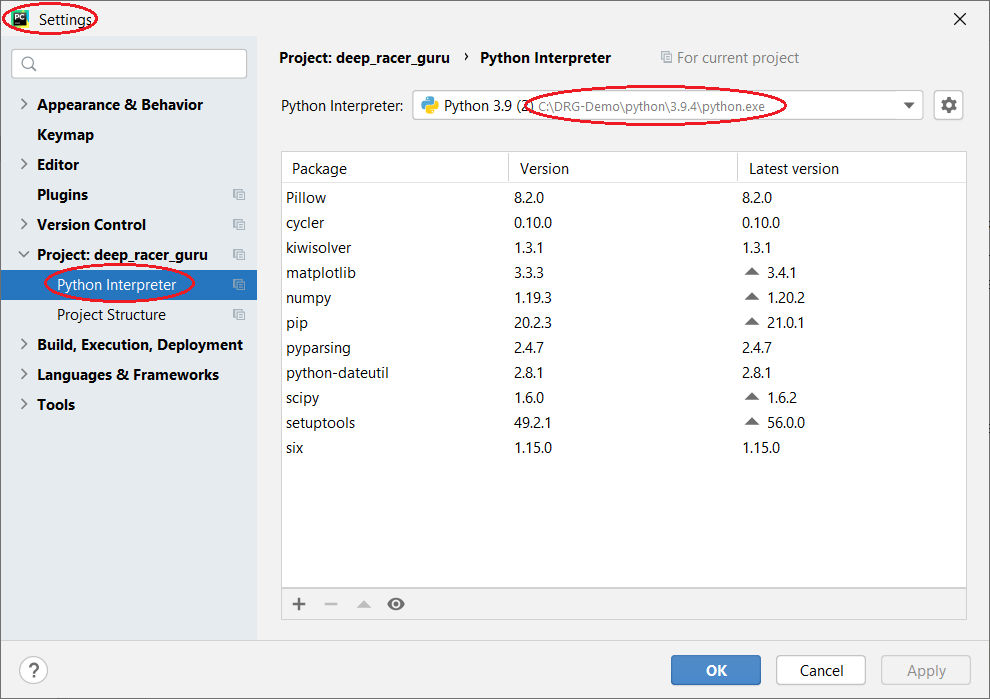 PC Settings
Project: deep_racer_guru › Python Interpreter For current project
Python Interpreter: Python 3.9 (2) C:\DRG-Demo\python\3.9.4\python.exe
Appearance & Behavior
Keymap
Editor
Plugins
Version Control
Project: deep_racer_guru
Python Interpreter
Project Structure
Build, Execution, Deployment
Languages & Frameworks
Tools
Package Version Latest version
Pillow 8.2.0 8.2.0
cycler 0.10.0 0.10.0
kiwisolver 1.3.1 1.3.1
matplotlib 3.3.3 3.4.1
numpy 1.19.3 1.20.2
pip 20.2.3 21.0.1
pyparsing 2.4.7 2.4.7
python-dateutil 2.8.1 2.8.1
scipy 1.6.0 1.6.2
setuptools 49.2.1 56.0.0
six 1.15.0 1.15.0
? OK Cancel Apply